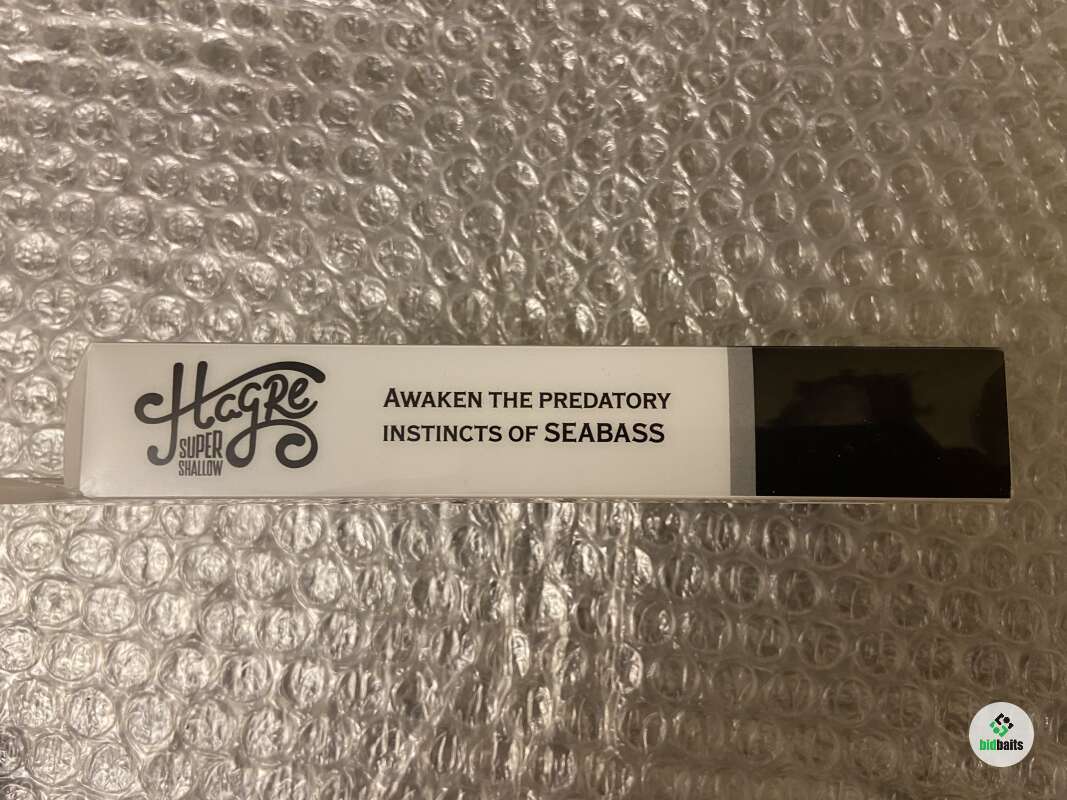 Hagre
SUPER
SHALLOW
AWAKEN THE PREDATORY
INSTINCTS OF SEABASS
bidbaits